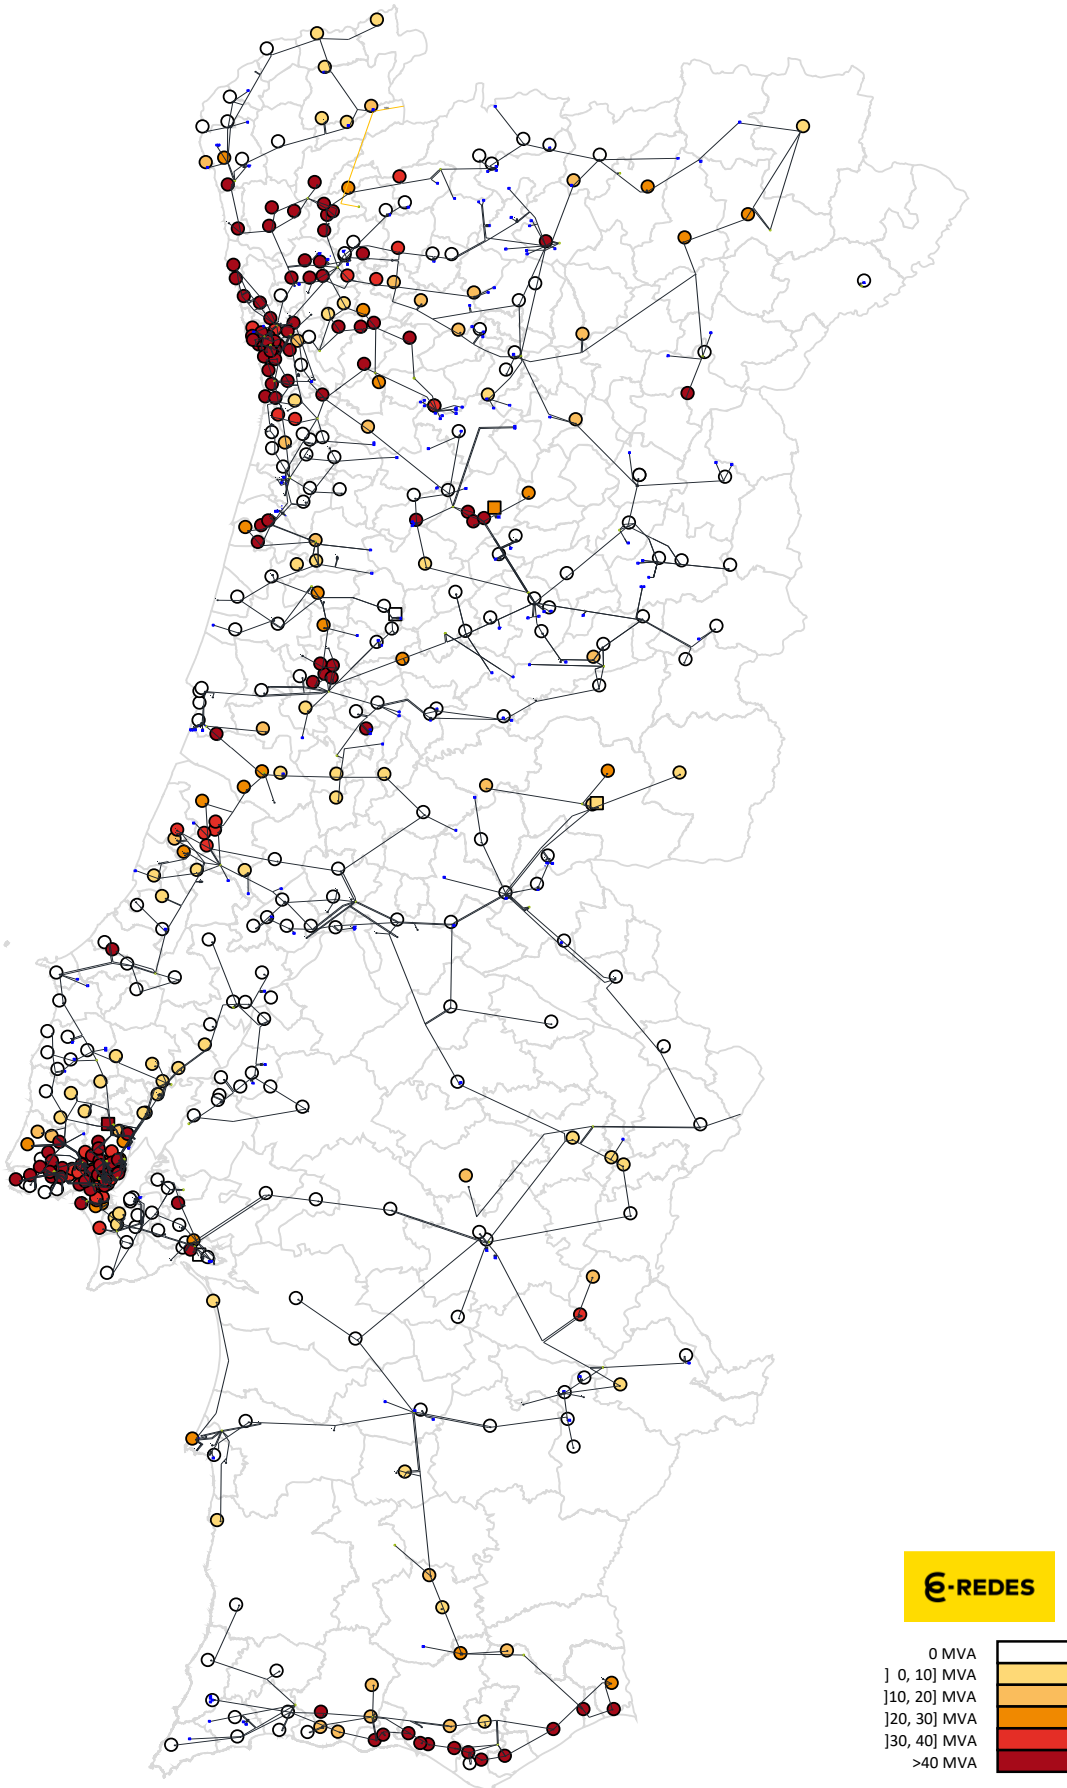 E-REDES
0 MVA
] 0, 10] MVA
]10, 20] MVA
]20, 30] MVA
]30, 40] MVA
>40 MVA